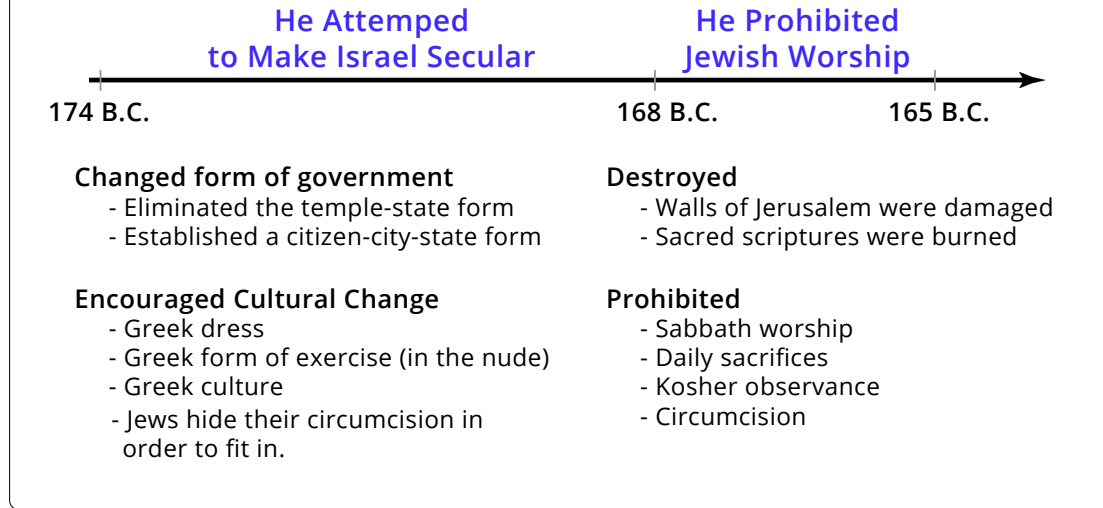 He Attemped
to Make Israel Secular
He Prohibited
Jewish Worship
174 B.C.
168 B.C.
165 B.C.
Changed form of government
- Eliminated the temple-state form
- Established a citizen-city-state form
Encouraged Cultural Change
- Greek dress
- Greek form of exercise (in the nude)
- Greek culture
- Jews hide their circumcision in
order to fit in.
Destroyed
- Walls of Jerusalem were damaged
- Sacred scriptures were burned
Prohibited
- Sabbath worship
- Daily sacrifices
- Kosher observance
- Circumcision